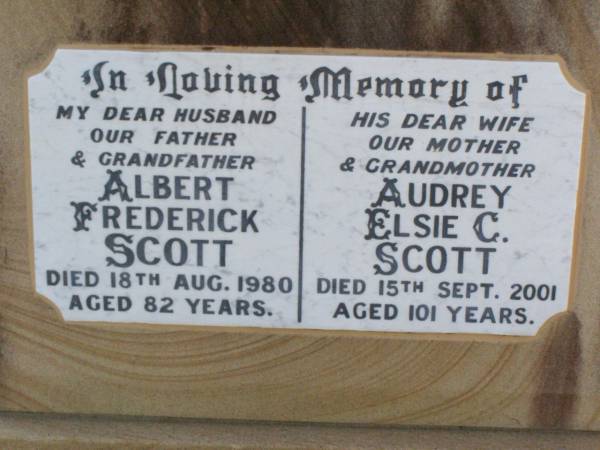 In Loving Memory of
MY DEAR HUSBAND
OUR FATHER
& GRANDFATHER
ALBERT
FREDERICK
SCOTT
DIED 18TH AUG. 1980
AGED 82 YEARS.
HIS DEAR WIFE
OUR MOTHER
& GRANDMOTHER
AUDREY
ELSIE C.
SCOTT
DIED 15TH SEPT. 2001
AGED 101 YEARS.